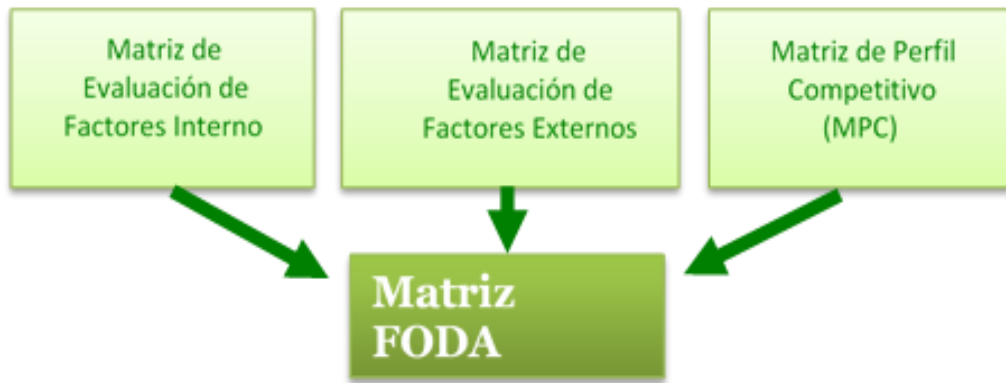 Matriz de
Evaluación de
Factores Interno
Matriz de
Evaluación de
Factores Externos
Matriz de Perfil
Competitivo
(MPC)
Matriz
FODA